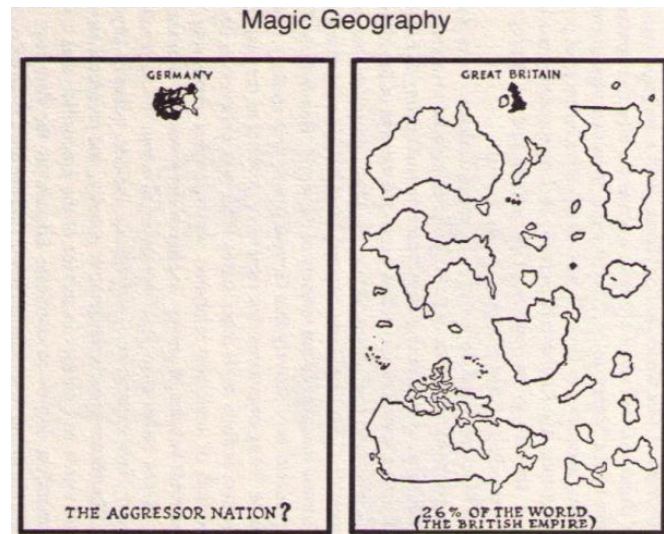 Magic Geography
GERMANY
THE AGGRESSOR NATION?
GREAT BRITAIN
26% OF THE WORLD
(THE BRITISH EMPIRE)